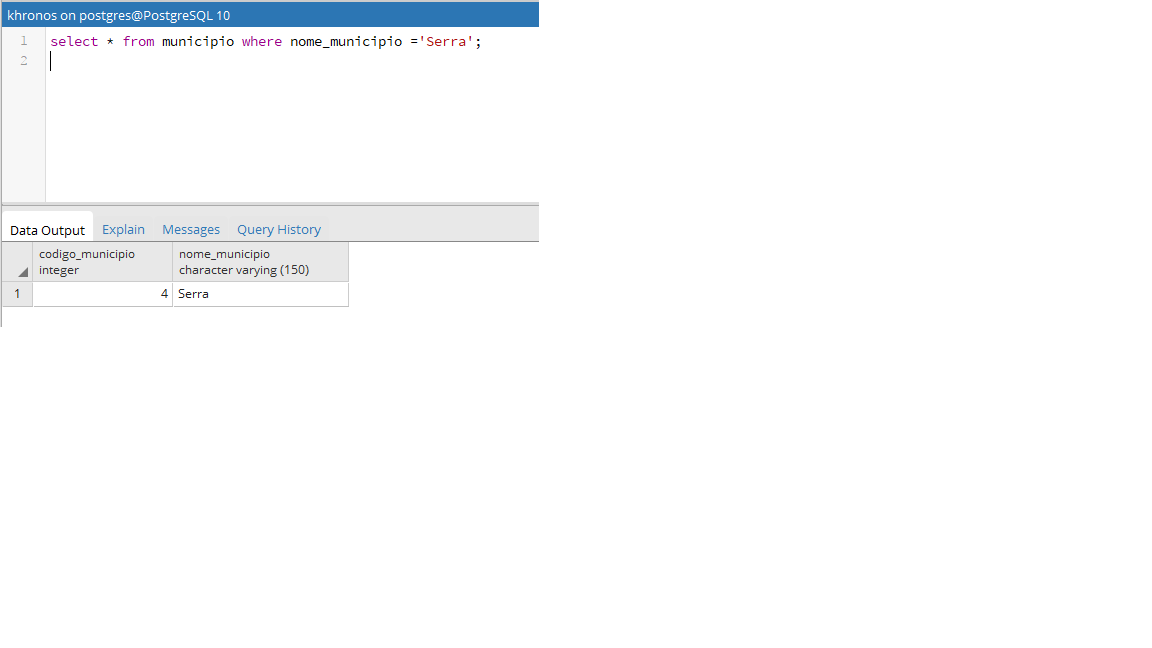 khronos on postgres@PostgreSQL 10
1 select * from municipio where nome_municipio ='Serra';
2
Data Output Explain Messages Query History
codigo_municipio nome_municipio
integer character varying (150)
1 4 Serra